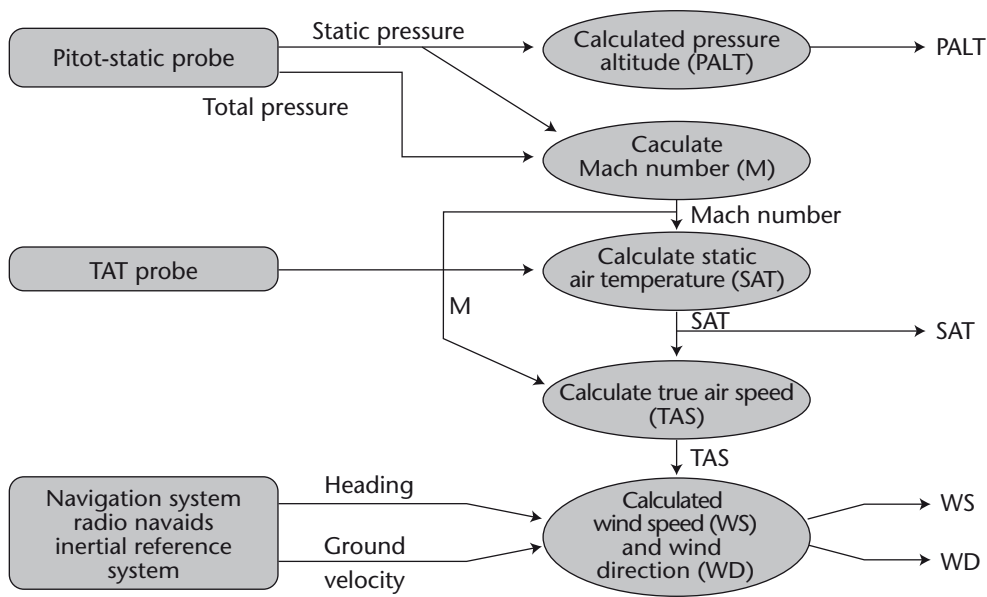 Pitot-static probe
Static pressure
Total pressure
Calculated pressure
altitude (PALT)
PALT
Caculate
Mach number (M)
Mach number
TAT probe
Calculate static
air temperature (SAT)
M
SAT
SAT
Calculate true air speed
(TAS)
TAS
Navigation system
radio navaids
inertial reference
system
Heading
Ground
velocity
Calculated
wind speed (WS)
and wind
direction (WD)
WS
WD